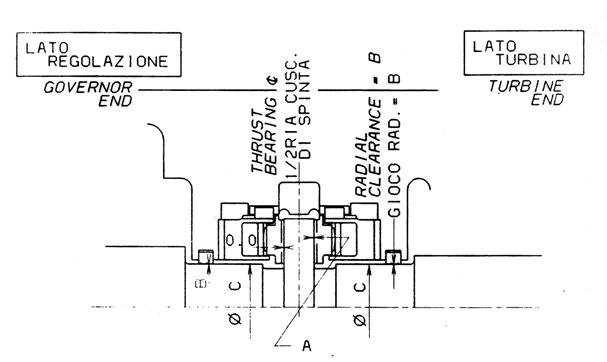 LATO
REGOLAZIONE
GOVERNOR
END
THRUST
BEARING ℄
1/2RIA CUSC.
DI SPINTA
RADIAL
CLEARANCE = B
GIOCO RAD. = B
LATO
TURBINA
TURBINE
END
(B)
Ø C
Ø C
A